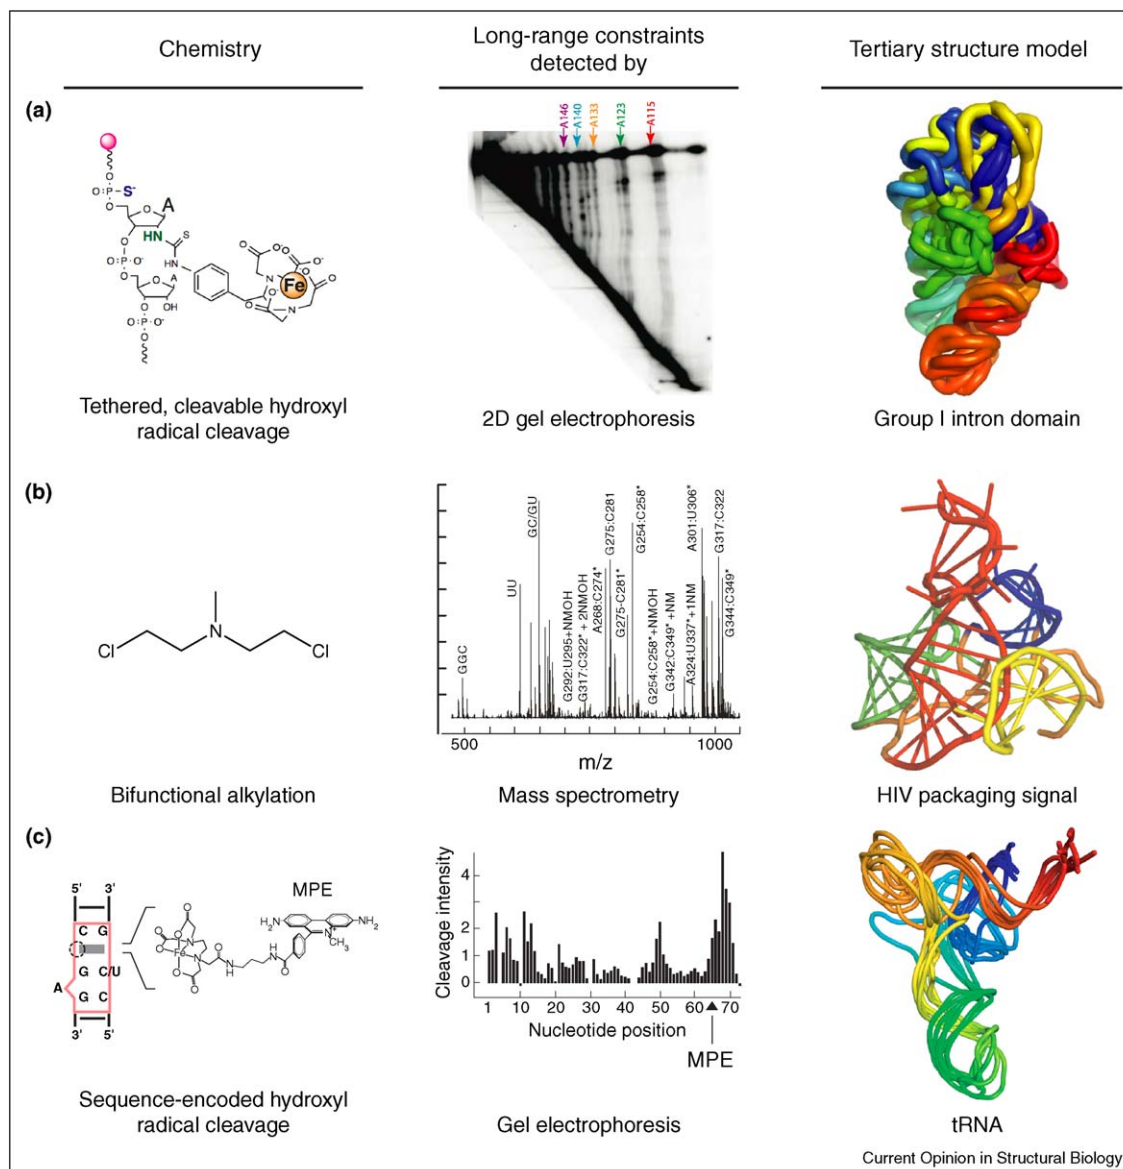 Chemistry
Long-range constraints
detected by
Tertiary structure model
(a)
A146
A140
A133
A123
A115
O-P-S-
A
HN
S
HN
O-
Fe
A
OH
O=P-O-
Tethered, cleavable hydroxyl
radical cleavage
2D gel electrophoresis
Group I intron domain
(b)
Cl
N
Cl
GGC
UU
GC/GU
G292:U295+NMOH
G317:C322* + 2NMOH
A268:C274*
G275:C281
G275-C281*
G254:C258*
G254:C258*+NMOH
G342:C349* +NM
A324:U337*+1NM
A301:U306*
G317:C322
G344:C349*
500
1000
m/z
Bifunctional alkylation
Mass spectrometry
HIV packaging signal
(c)
5' 3'
C G
G C/U
A
G C
3' 5'
MPE
H2N
NH2
N+
CH3
Fe
Cleavage intensity
4
2
0
1 10 20 30 40 50 60 70
Nucleotide position
MPE
Sequence-encoded hydroxyl
radical cleavage
Gel electrophoresis
tRNA
Current Opinion in Structural Biology